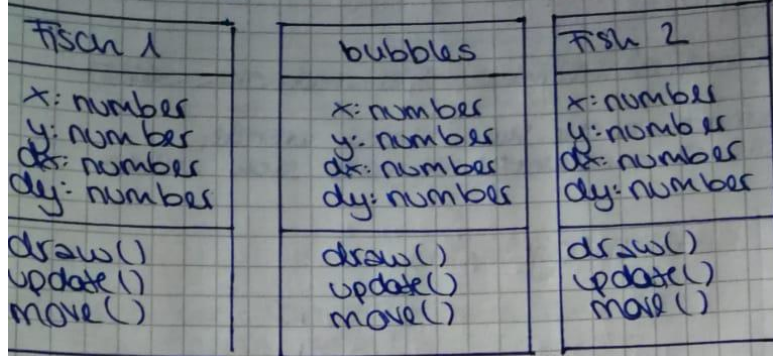 Fisch 1
x: number
y: number
dx: number
dy: number
draw()
update()
move()
bubbles
x: number
y: number
dx: number
dy: number
draw()
update()
move()
Fish 2
x: number
y: number
dx: number
dy: number
draw()
update()
move()